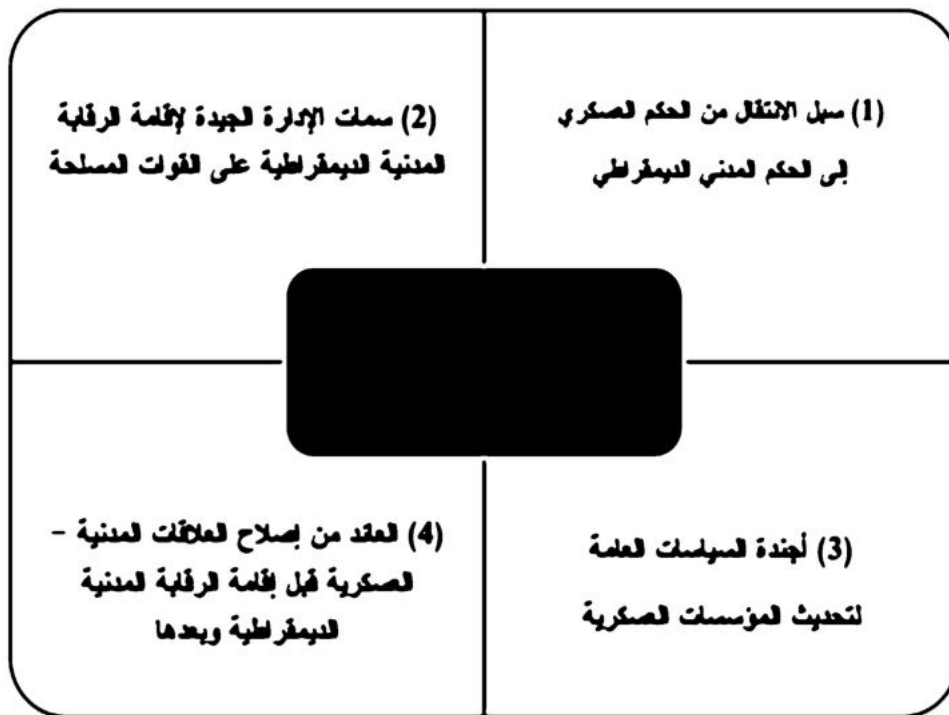 (1) سبل الانتقال من الحكم العسكري
إلى الحكم المدني الديمقراطي
(2) سمات الإدارة الجيدة لإقامة الرقابة
المدنية الديمقراطية على القوات المسلحة
(3) أجندة السياسات العامة
لتحديث المؤسسات العسكرية
(4) العائد من إصلاح العلاقات المدنية –
العسكرية قبل إقامة الرقابة المدنية
الديمقراطية وبعدها